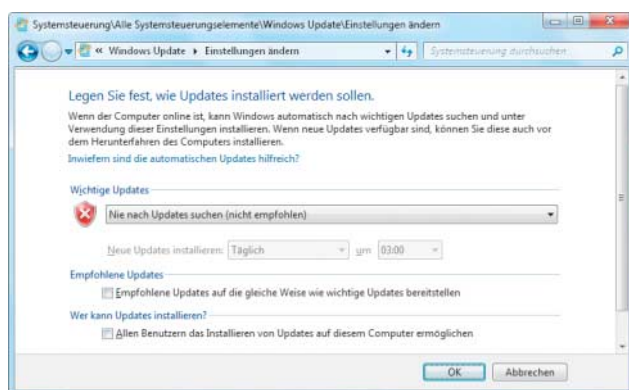 Systemsteuerung\Alle Systemsteuerungselemente\Windows Update\Einstellungen ändern
« Windows Update Einstellungen ändern Systemsteuerung durchsuchen
Legen Sie fest, wie Updates installiert werden sollen.
Wenn der Computer online ist, kann Windows automatisch nach wichtigen Updates suchen und unter
Verwendung dieser Einstellungen installieren. Wenn neue Updates verfügbar sind, können Sie diese auch vor
dem Herunterfahren des Computers installieren.
Inwiefern sind die automatischen Updates hilfreich?
Wichtige Updates
Nie nach Updates suchen (nicht empfohlen)
Neue Updates installieren: Täglich um 03:00
Empfohlene Updates
Empfohlene Updates auf die gleiche Weise wie wichtige Updates bereitstellen
Wer kann Updates installieren?
Allen Benutzern das Installieren von Updates auf diesem Computer ermöglichen
OK Abbrechen